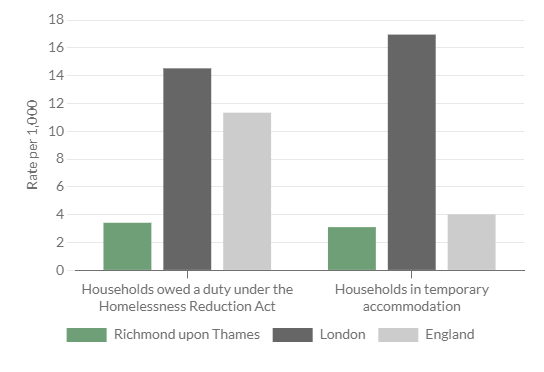 18
16
14
12
10
8
6
4
2
0
Rate per 1,000
Households owed a duty under the
Homelessness Reduction Act
Households in temporary
accommodation
Richmond upon Thames
London
England